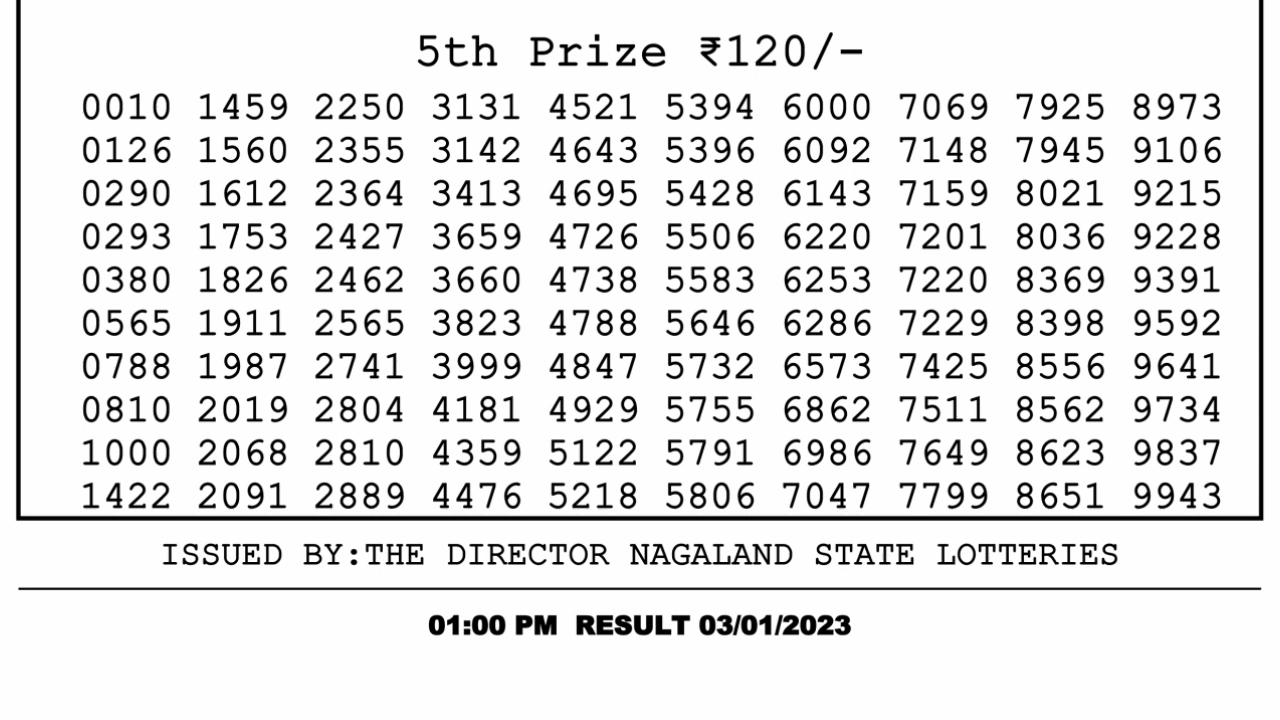 5th Prize ₹120/-
0010 1459 2250 3131 4521 5394 6000 7069 7925 8973
0126 1560 2355 3142 4643 5396 6092 7148 7945 9106
0290 1612 2364 3413 4695 5428 6143 7159 8021 9215
0293 1753 2427 3659 4726 5506 6220 7201 8036 9228
0380 1826 2462 3660 4738 5583 6253 7220 8369 9391
0565 1911 2565 3823 4788 5646 6286 7229 8398 9592
0788 1987 2741 3999 4847 5732 6573 7425 8556 9641
0810 2019 2804 4181 4929 5755 6862 7511 8562 9734
1000 2068 2810 4359 5122 5791 6986 7649 8623 9837
1422 2091 2889 4476 5218 5806 7047 7799 8651 9943
ISSUED BY:THE DIRECTOR NAGALAND STATE LOTTERIES
01:00 PM RESULT 03/01/2023